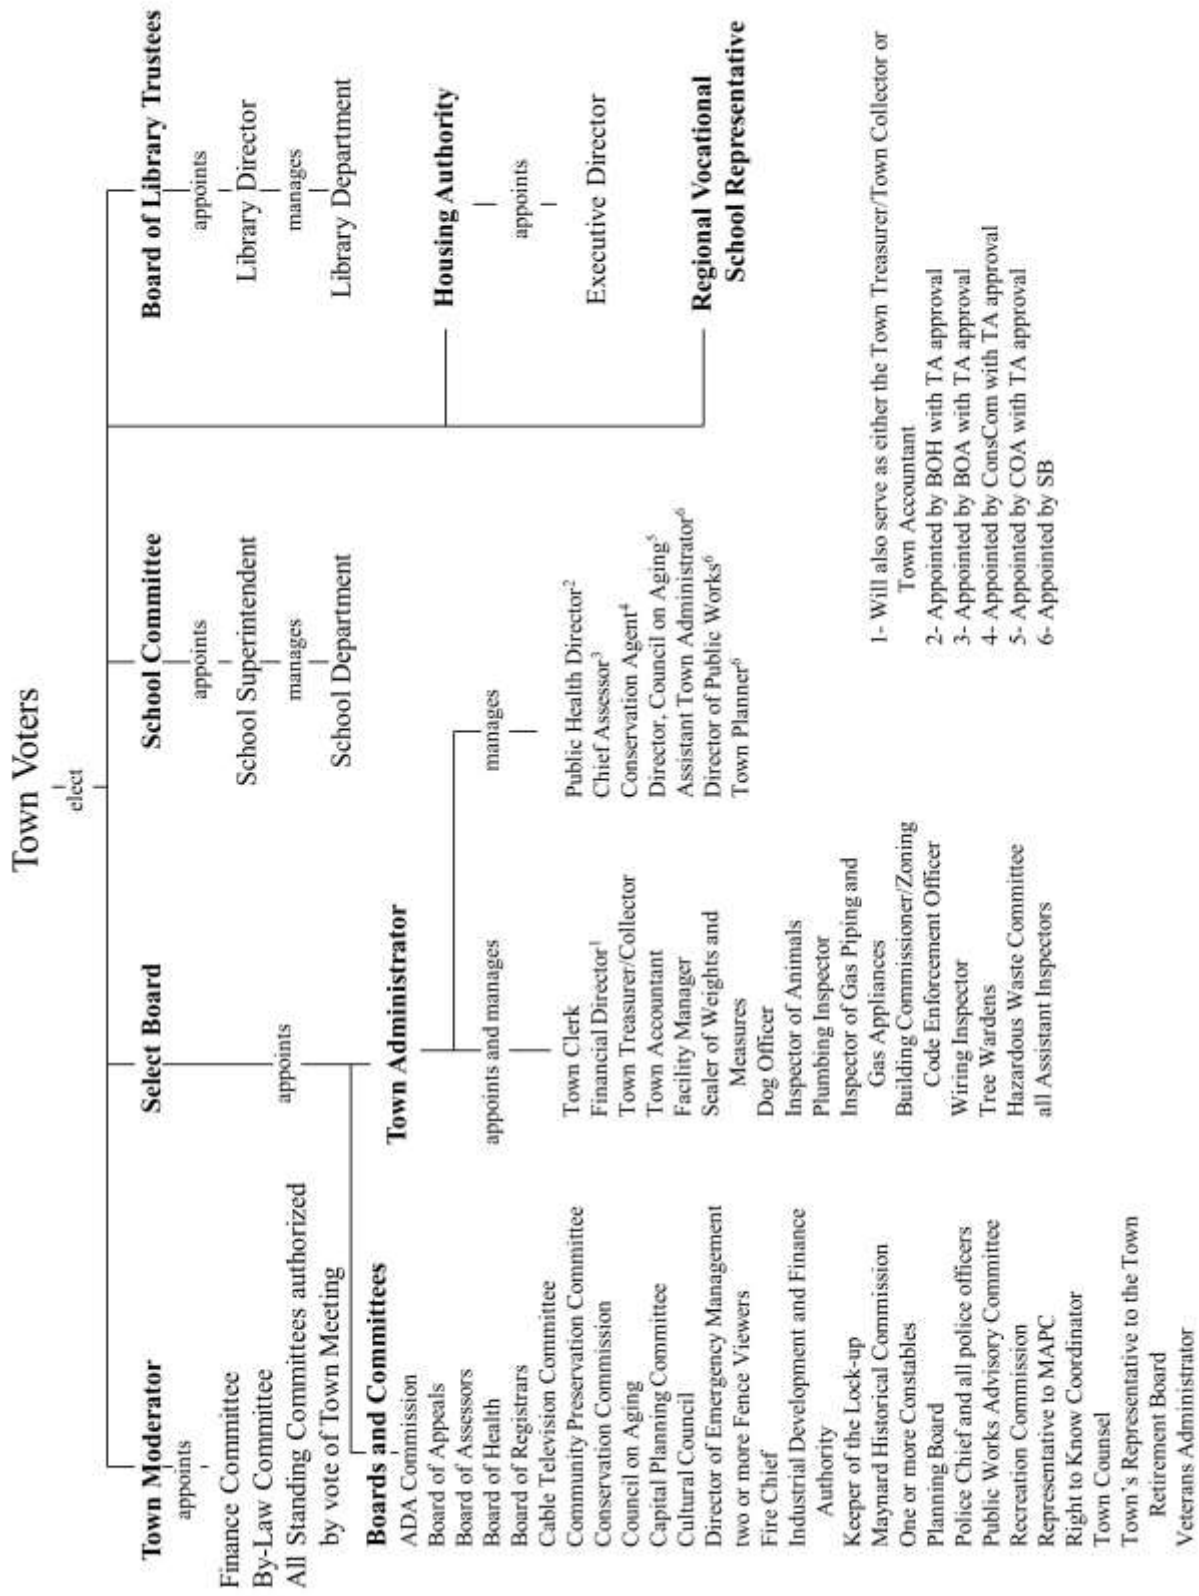 Town Voters
elect
Town Moderator
appoints
Finance Committee
By-Law Committee
All Standing Committees authorized
by vote of Town Meeting
Select Board
appoints
Boards and Committees
ADA Commission
Board of Appeals
Board of Assessors
Board of Health
Board of Registrars
Cable Television Committee
Community Preservation Committee
Conservation Commission
Council on Aging
Capital Planning Committee
Cultural Council
Director of Emergency Management
two or more Fence Viewers
Fire Chief
Industrial Development and Finance
Authority
Keeper of the Lock-up
Maynard Historical Commission
One or more Constables
Planning Board
Police Chief and all police officers
Public Works Advisory Committee
Recreation Commission
Representative to MAPC
Right to Know Coordinator
Town Counsel
Town's Representative to the Town
Retirement Board
Veterans Administrator
Town Administrator
appoints and manages
Town Clerk
Financial Director¹
Town Treasurer/Collector
Town Accountant
Facility Manager
Sealer of Weights and
Measures
Dog Officer
Inspector of Animals
Plumbing Inspector
Inspector of Gas Piping and
Gas Appliances
Building Commissioner/Zoning
Code Enforcement Officer
Wiring Inspector
Tree Wardens
Hazardous Waste Committee
all Assistant Inspectors
manages
Public Health Director²
Chief Assessor³
Conservation Agent⁴
Director, Council on Aging⁵
Assistant Town Administrator⁶
Director of Public Works⁶
Town Planner⁶
School Committee
appoints
School Superintendent
manages
School Department
Board of Library Trustees
appoints
Library Director
manages
Library Department
Housing Authority
appoints
Executive Director
Regional Vocational
School Representative
1- Will also serve as either the Town Treasurer/Town Collector or
Town Accountant
2- Appointed by BOH with TA approval
3- Appointed by BOA with TA approval
4- Appointed by ConsCom with TA approval
5- Appointed by COA with TA approval
6- Appointed by SB